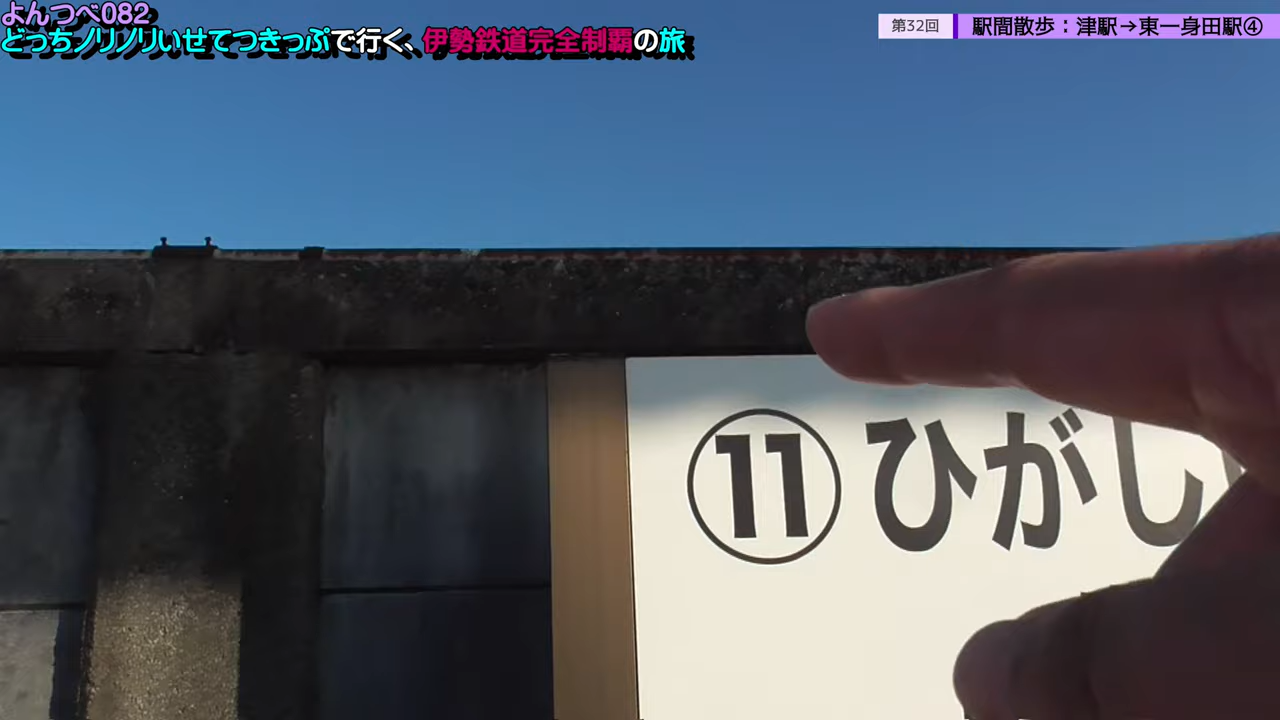 よんつべ082
どっちノリノリいせてつきっぷで行く、伊勢鉄道完全制覇の旅
第32回
駅間散歩：津駅→東一身田駅④
⑪ひがし